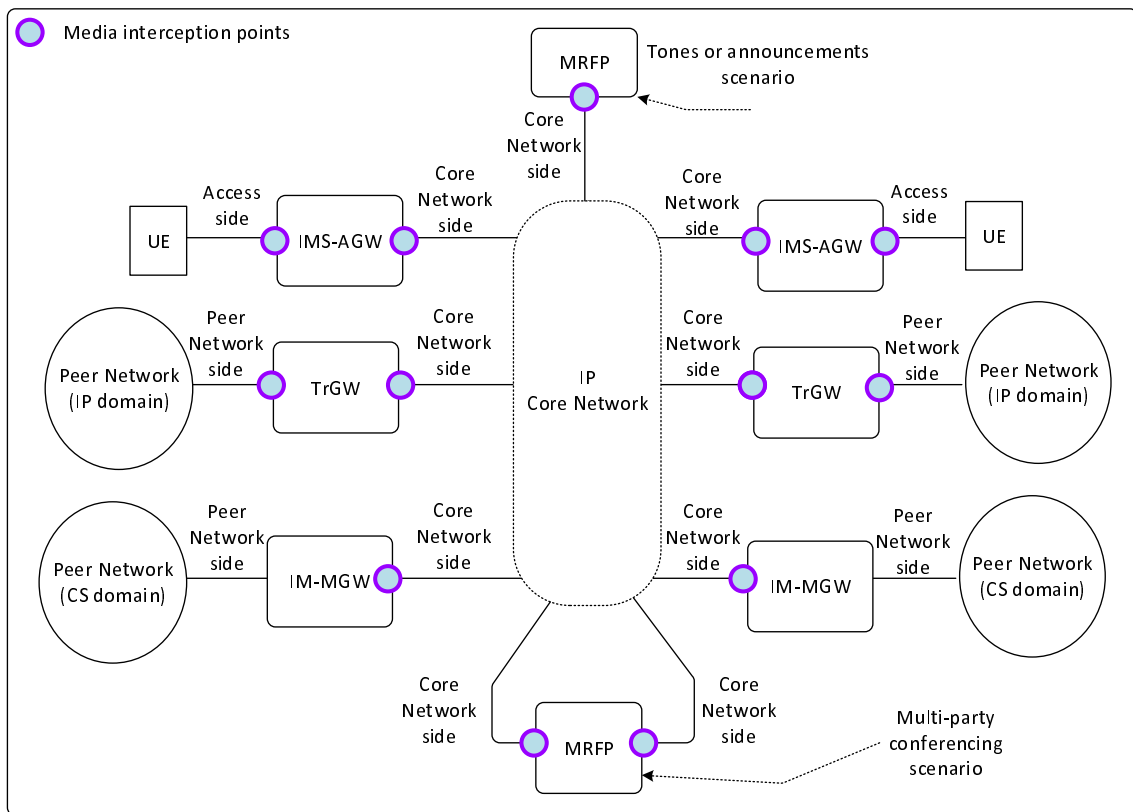 Media interception points
MRFP
Tones or announcements
scenario
Core
Network
side
Access
side
Core
Network
side
Core
Network
side
Access
side
UE
IMS-AGW
IMS-AGW
UE
Peer
Network
side
Core
Network
side
Core
Network
side
Peer
Network
side
Peer Network
(IP domain)
TrGW
IP
Core Network
TrGW
Peer Network
(IP domain)
Peer
Network
side
Core
Network
side
Core
Network
side
Peer
Network
side
Peer Network
(CS domain)
IM-MGW
IM-MGW
Peer Network
(CS domain)
Core
Network
side
MRFP
Core
Network
side
Multi-party
conferencing
scenario